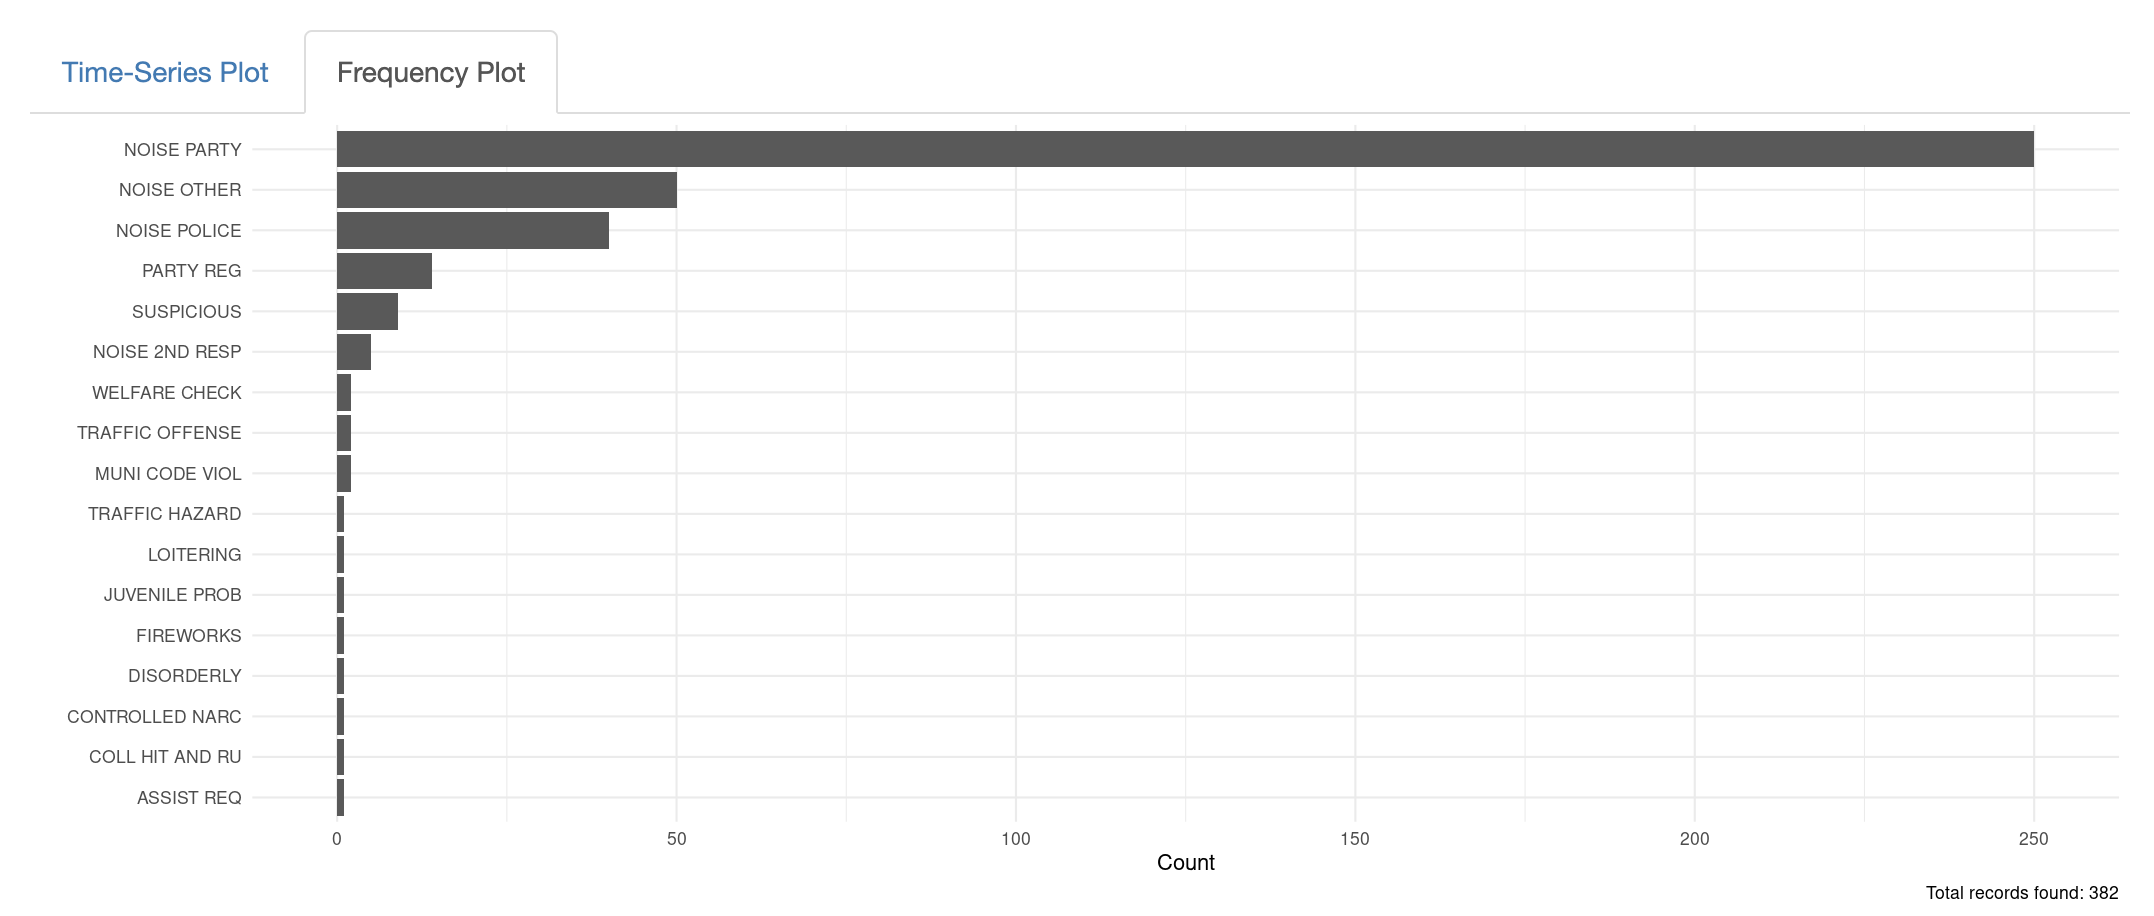 Time-Series Plot
Frequency Plot
NOISE PARTY
NOISE OTHER
NOISE POLICE
PARTY REG
SUSPICIOUS
NOISE 2ND RESP
WELFARE CHECK
TRAFFIC OFFENSE
MUNI CODE VIOL
TRAFFIC HAZARD
LOITERING
JUVENILE PROB
FIREWORKS
DISORDERLY
CONTROLLED NARC
COLL HIT AND RU
ASSIST REQ
0 50 100 150 200 250
Count
Total records found: 382